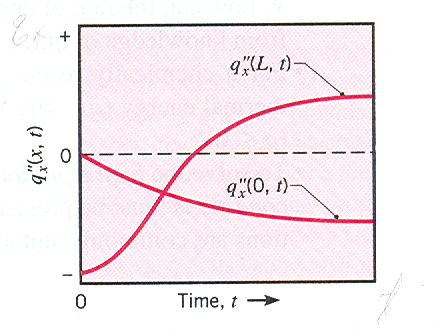 +
q″ₓ(L, t)
q″ₓ(x, t)
0
q″ₓ(0, t)
−
0
Time, t →